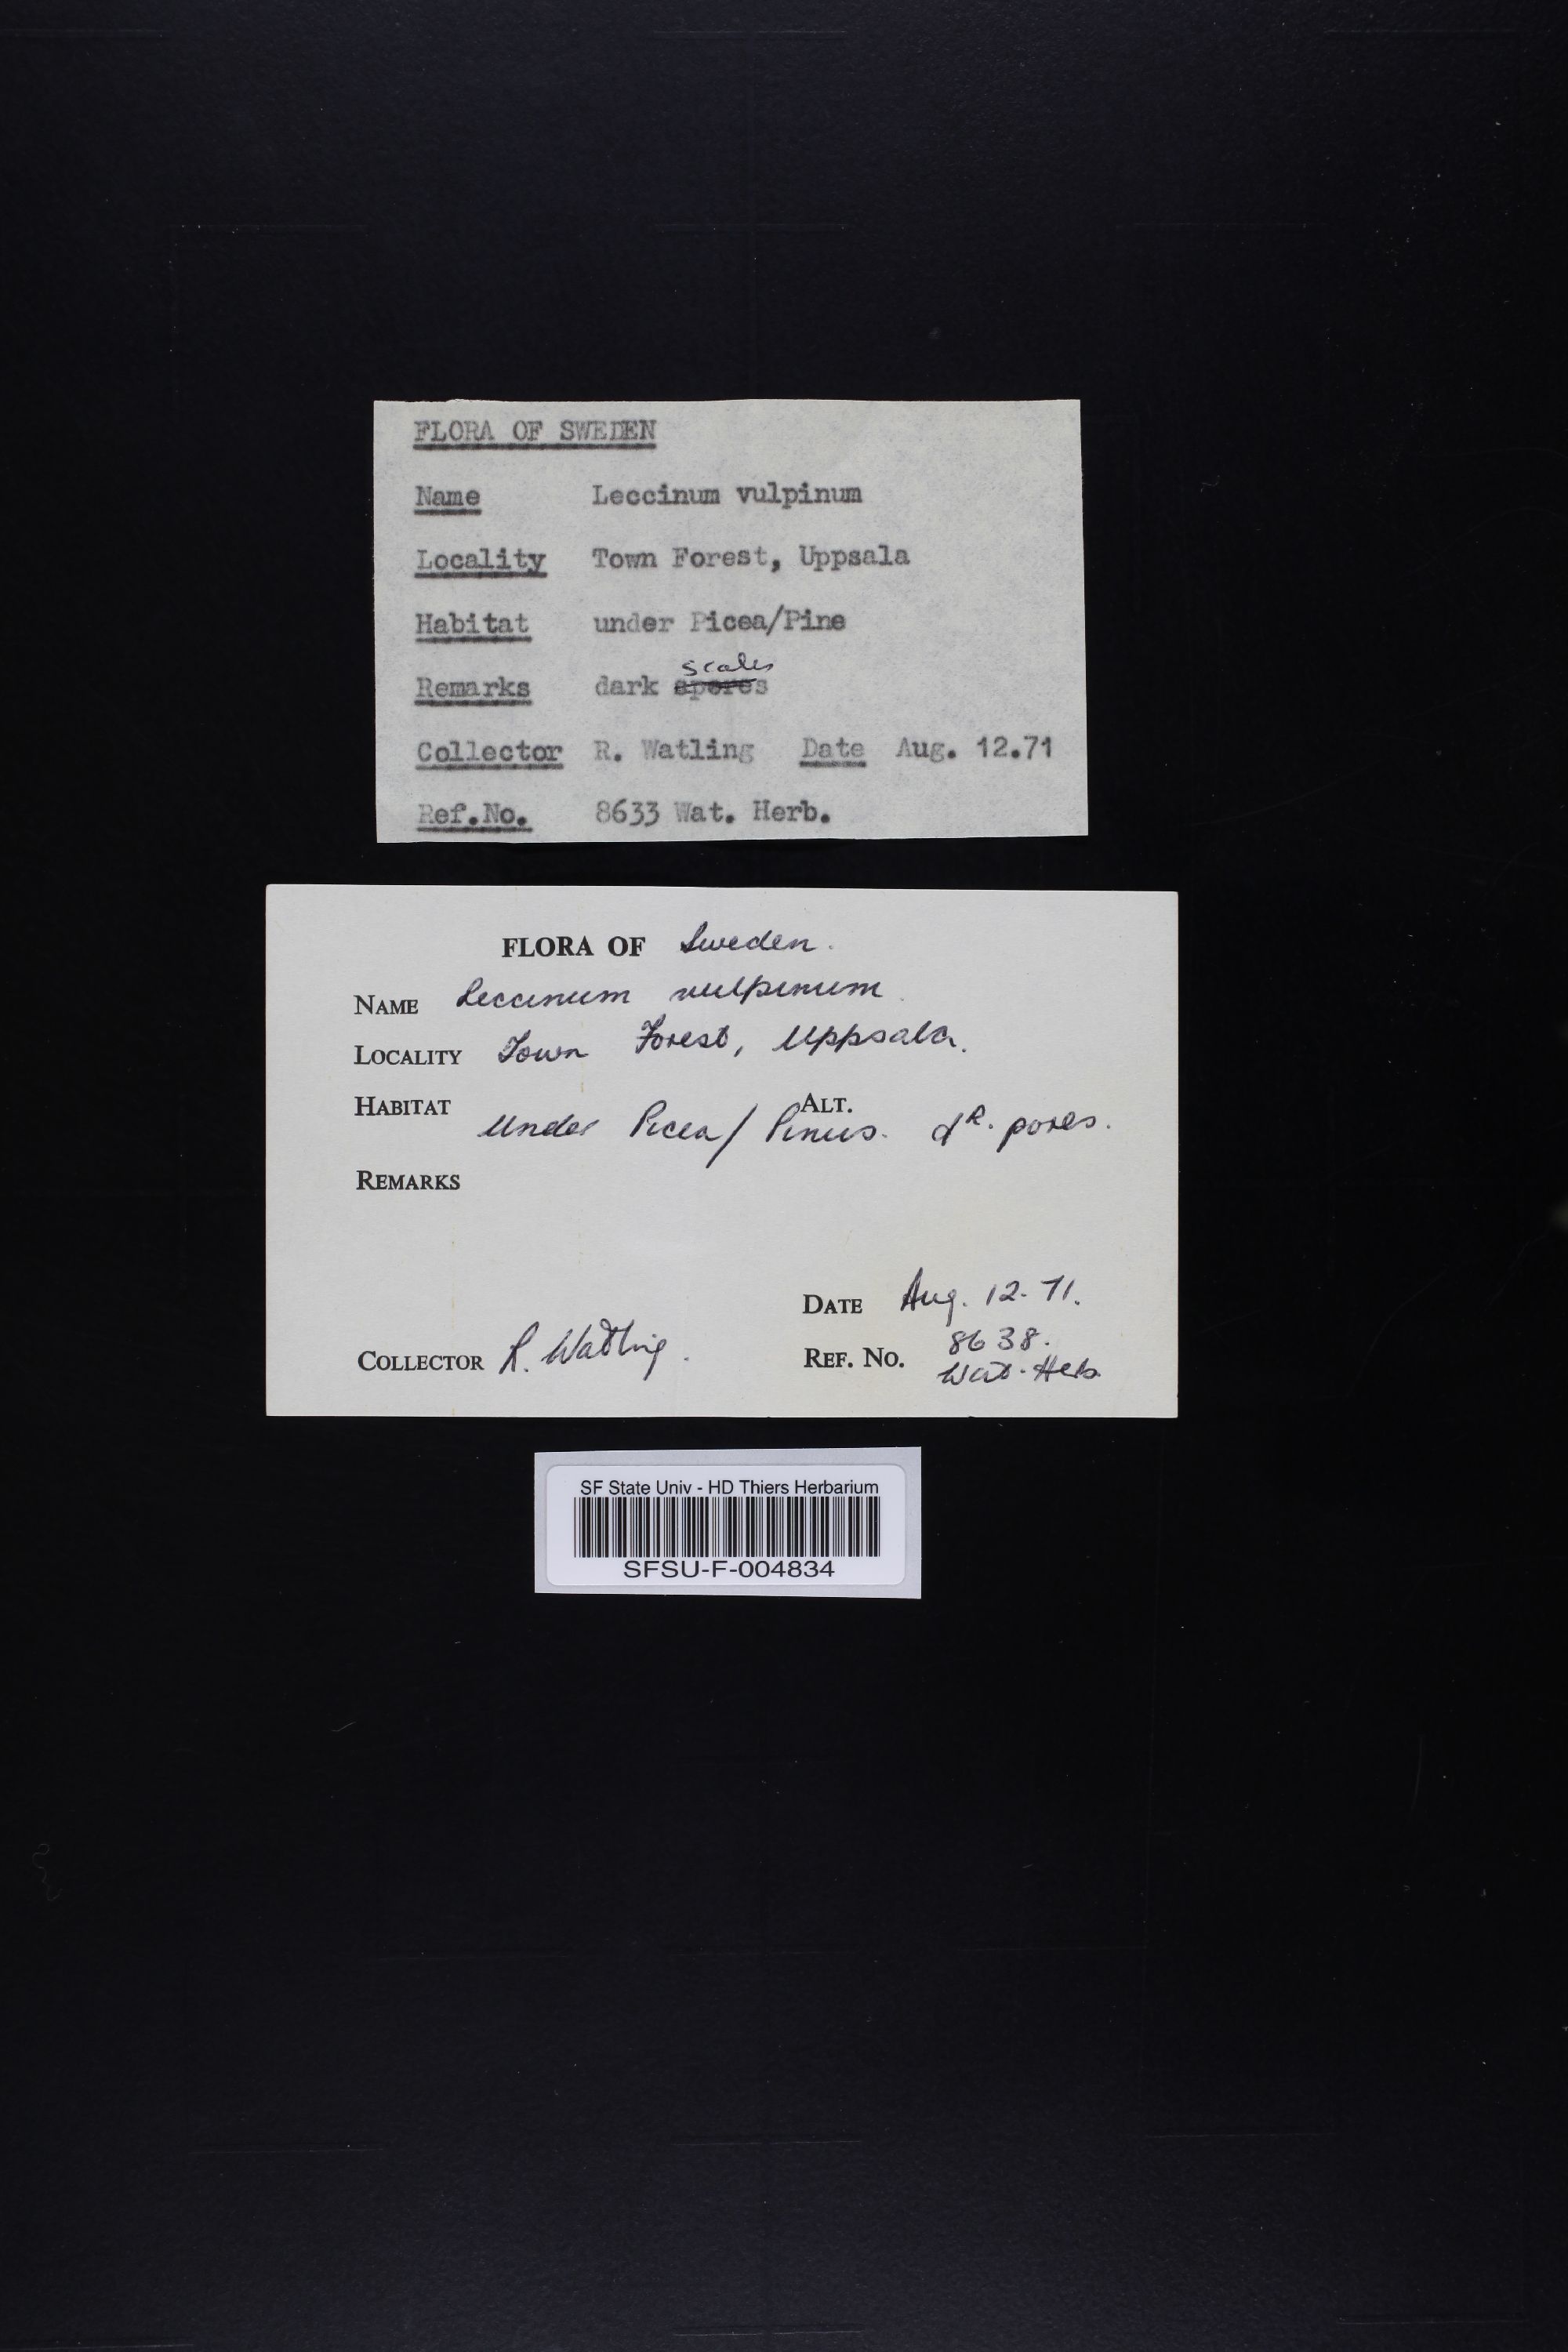 FLORA OF SWEDEN
Name Leccinum vulpinum
Locality Town Forest, Uppsala
Habitat under Picea/Pine
scales
Remarks dark spores
Collector R. Watling Date Aug. 12.71
Ref.No. 8633 Wat. Herb.
FLORA OF Sweden.
NAME Leccinum vulpinum.
LOCALITY Town Forest, Uppsala.
HABITAT ALT.
Under Picea/Pinus. dR. pores.
REMARKS
DATE Aug. 12. 71.
COLLECTOR R. Watling.
REF. NO. 8638.
Wat. Herb.
SF State Univ - HD Thiers Herbarium
SFSU-F-004834